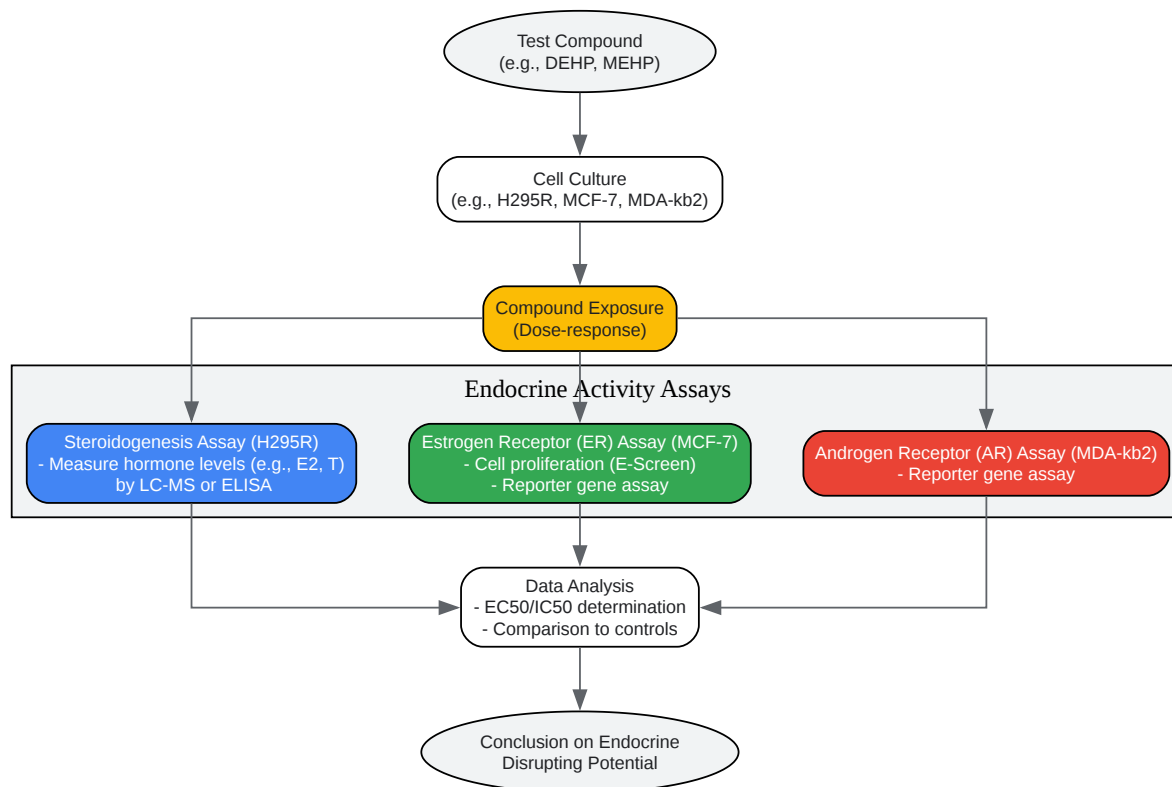 Test Compound
(e.g., DEHP, MEHP)
Cell Culture
(e.g., H295R, MCF-7, MDA-kb2)
Compound Exposure
(Dose-response)
Endocrine Activity Assays
Steroidogenesis Assay (H295R)
- Measure hormone levels (e.g., E2, T)
by LC-MS or ELISA
Estrogen Receptor (ER) Assay (MCF-7)
- Cell proliferation (E-Screen)
- Reporter gene assay
Androgen Receptor (AR) Assay (MDA-kb2)
- Reporter gene assay
Data Analysis
- EC50/IC50 determination
- Comparison to controls
Conclusion on Endocrine
Disrupting Potential